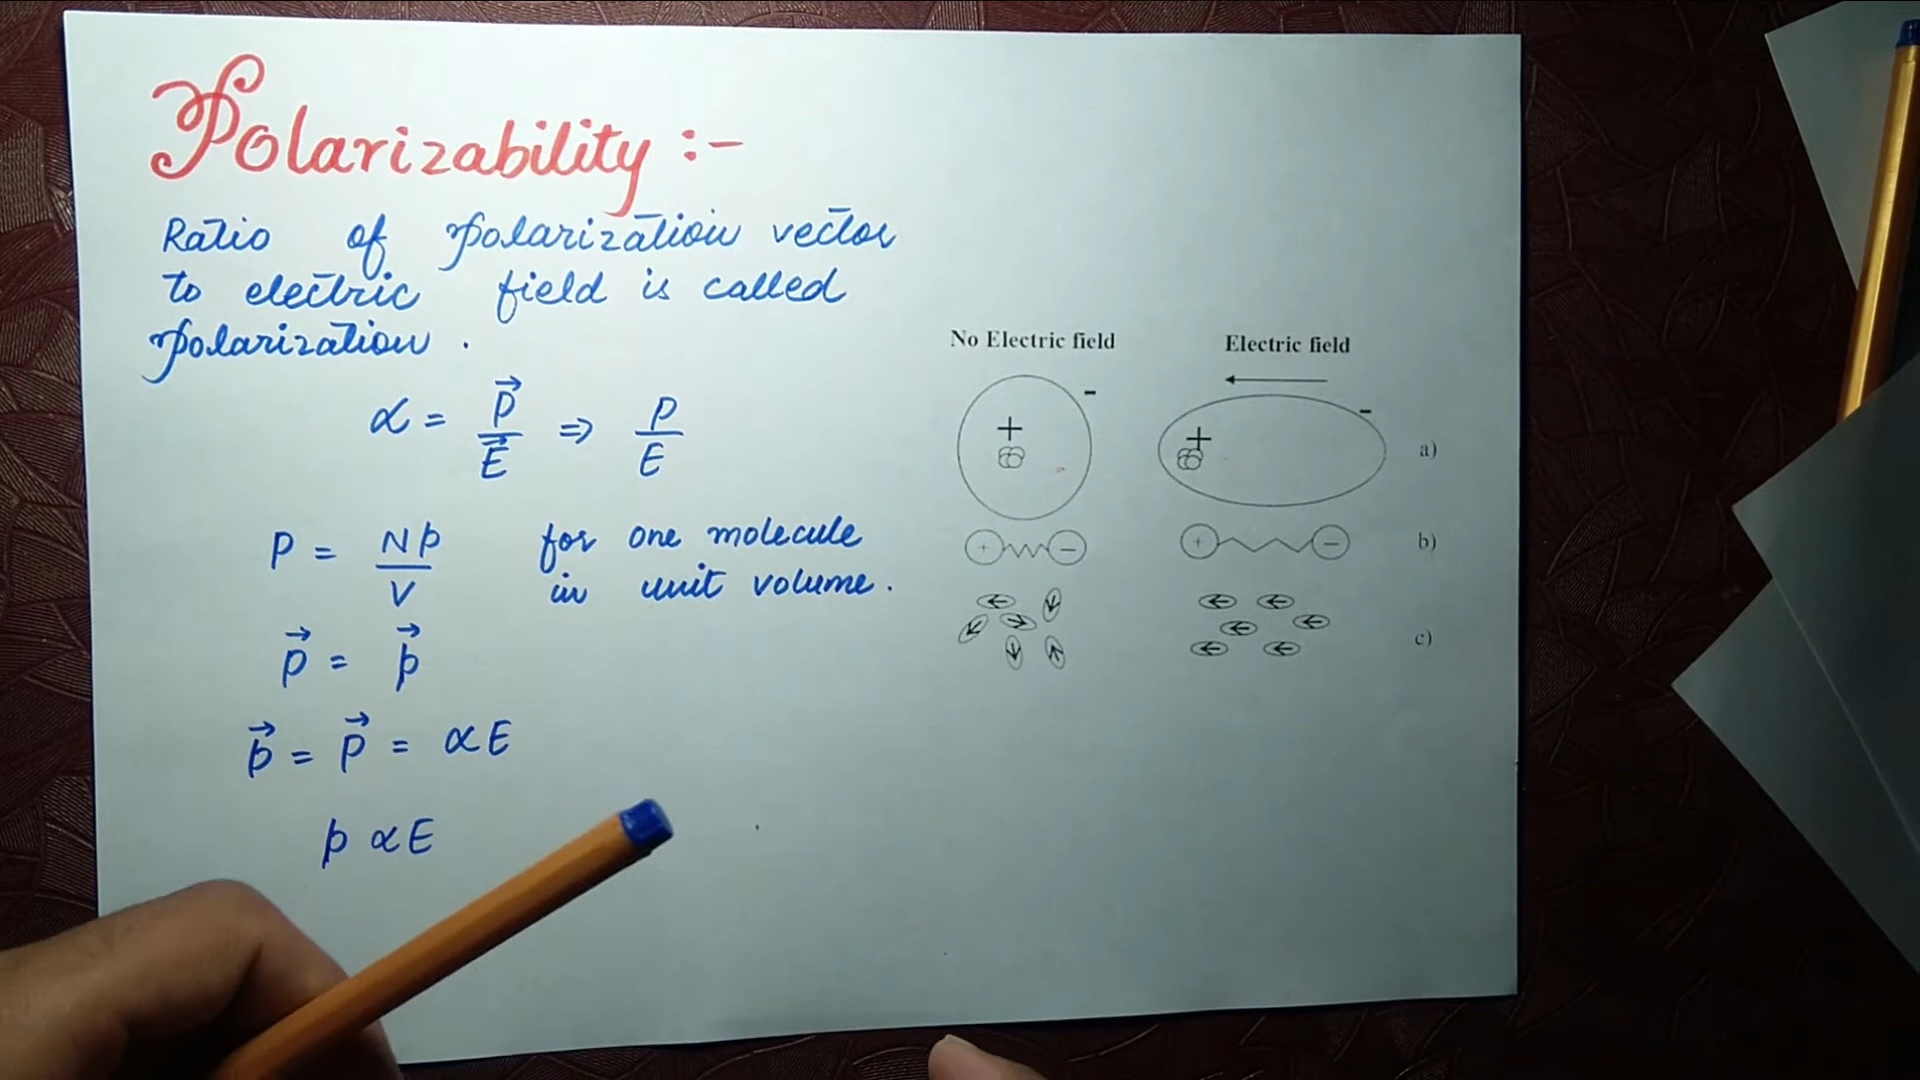 Polarizability :-
Ratio of polarization vector
to electric field is called
polarization .
α = P⃗ / E⃗ ⇒ P / E
P = Np / V for one molecule
in unit volume .
P⃗ = p⃗
p⃗ = P⃗ = αE
p αE
No Electric field
Electric field
+ -
+ -
a)
+ −
+ −
b)
c)